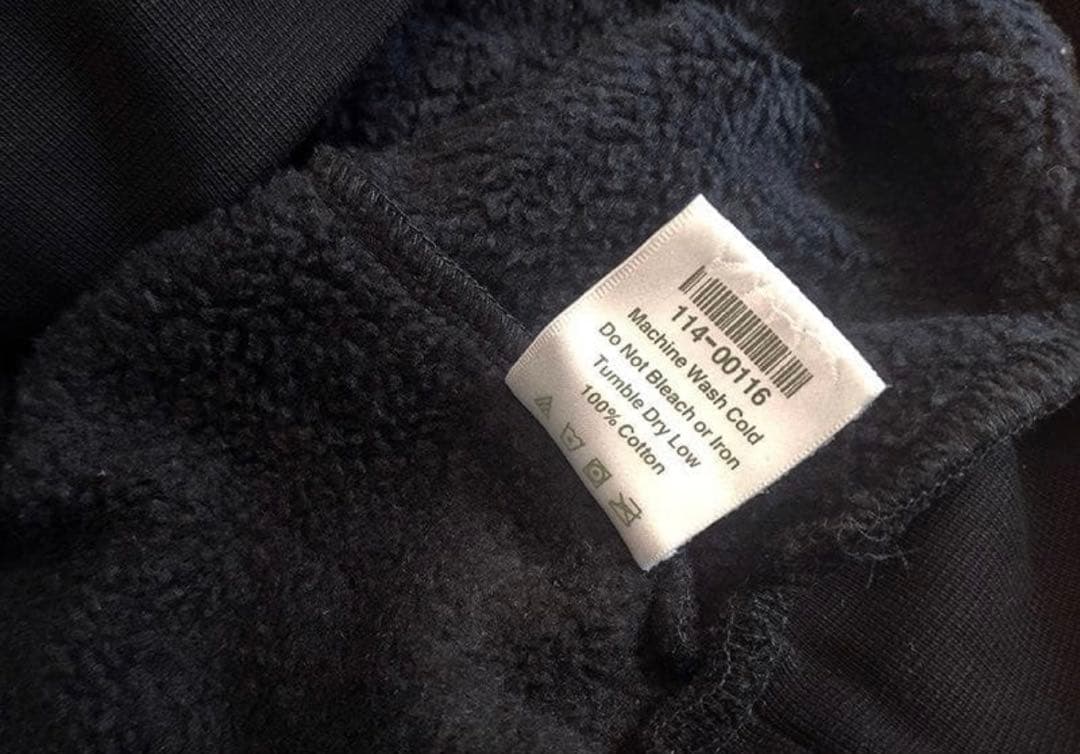 114-00116
Machine Wash Cold
Do Not Bleach or Iron
Tumble Dry Low
100% Cotton